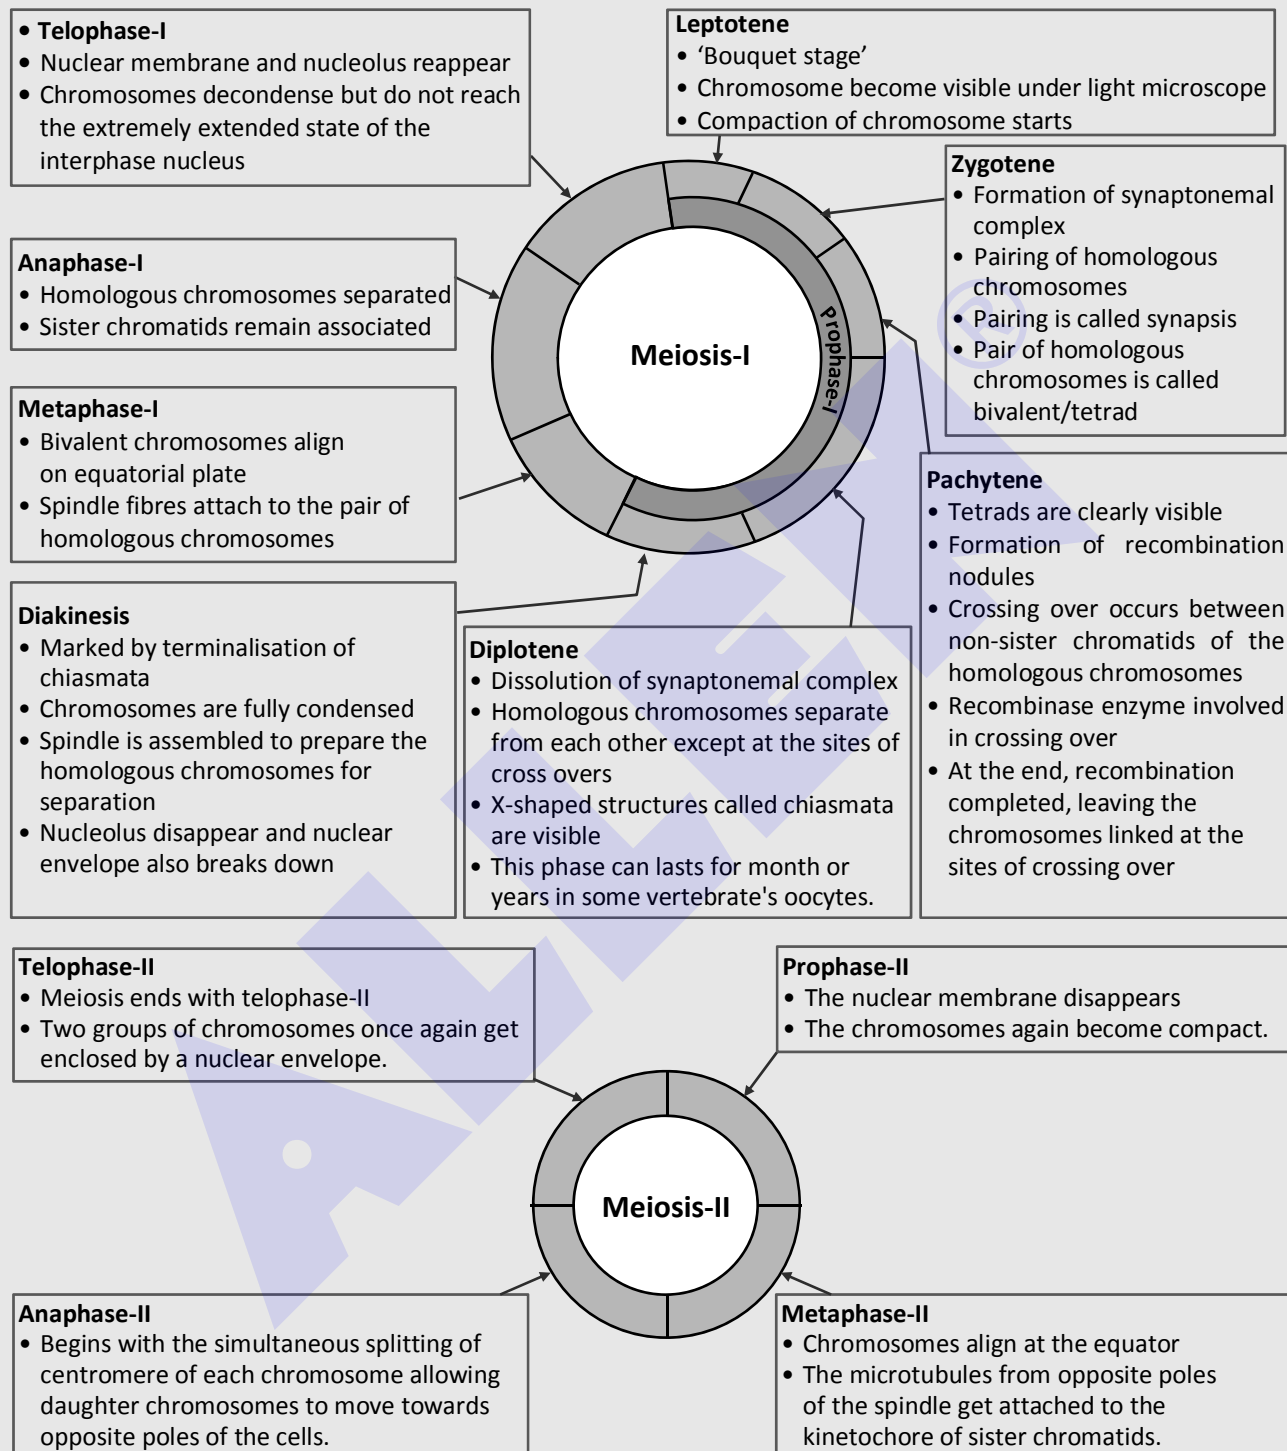 • Telophase-I
• Nuclear membrane and nucleolus reappear
• Chromosomes decondense but do not reach
the extremely extended state of the
interphase nucleus
Leptotene
• ‘Bouquet stage’
• Chromosome become visible under light microscope
• Compaction of chromosome starts
Zygotene
• Formation of synaptonemal
complex
• Pairing of homologous
chromosomes
• Pairing is called synapsis
• Pair of homologous
chromosomes is called
bivalent/tetrad
Anaphase-I
• Homologous chromosomes separated
• Sister chromatids remain associated
Meiosis-I
Prophase-I
Metaphase-I
• Bivalent chromosomes align
on equatorial plate
• Spindle fibres attach to the pair of
homologous chromosomes
Pachytene
• Tetrads are clearly visible
• Formation of recombination
nodules
• Crossing over occurs between
non-sister chromatids of the
homologous chromosomes
• Recombinase enzyme involved
in crossing over
• At the end, recombination
completed, leaving the
chromosomes linked at the
sites of crossing over
Diakinesis
• Marked by terminalisation of
chiasmata
• Chromosomes are fully condensed
• Spindle is assembled to prepare the
homologous chromosomes for
separation
• Nucleolus disappear and nuclear
envelope also breaks down
Diplotene
• Dissolution of synaptonemal complex
• Homologous chromosomes separate
from each other except at the sites of
cross overs
• X-shaped structures called chiasmata
are visible
• This phase can lasts for month or
years in some vertebrate's oocytes.
ALLEN®
Telophase-II
• Meiosis ends with telophase-II
• Two groups of chromosomes once again get
enclosed by a nuclear envelope.
Prophase-II
• The nuclear membrane disappears
• The chromosomes again become compact.
Meiosis-II
Anaphase-II
• Begins with the simultaneous splitting of
centromere of each chromosome allowing
daughter chromosomes to move towards
opposite poles of the cells.
Metaphase-II
• Chromosomes align at the equator
• The microtubules from opposite poles
of the spindle get attached to the
kinetochore of sister chromatids.